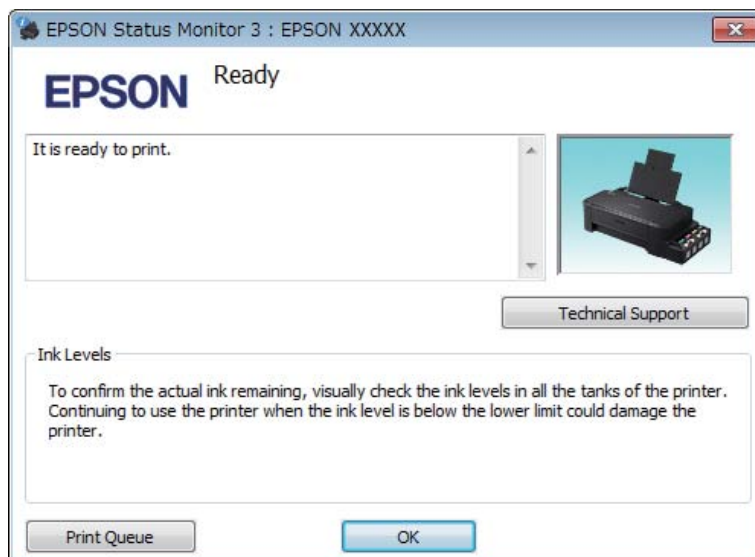 EPSON Status Monitor 3 : EPSON XXXXX
EPSON
Ready
It is ready to print.
Technical Support
Ink Levels
To confirm the actual ink remaining, visually check the ink levels in all the tanks of the printer.
Continuing to use the printer when the ink level is below the lower limit could damage the
printer.
Print Queue
OK